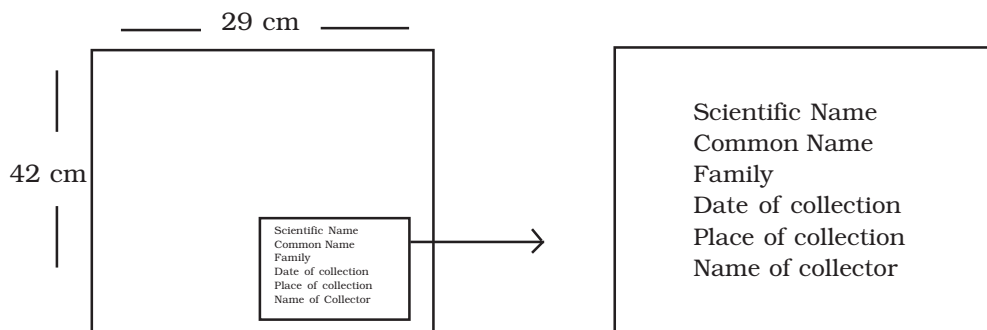 29 cm
42 cm
Scientific Name
Common Name
Family
Date of collection
Place of collection
Name of Collector
Scientific Name
Common Name
Family
Date of collection
Place of collection
Name of collector